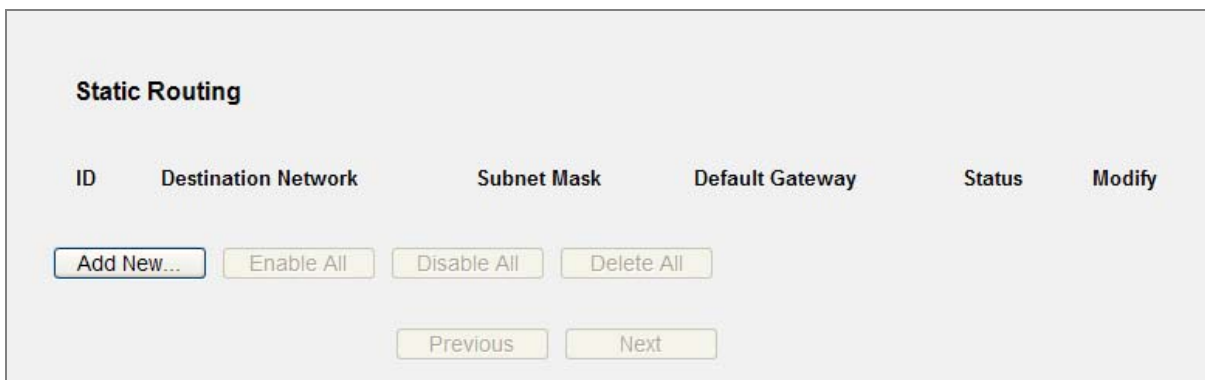 Static Routing
ID Destination Network Subnet Mask Default Gateway Status Modify
Add New... Enable All Disable All Delete All
Previous Next